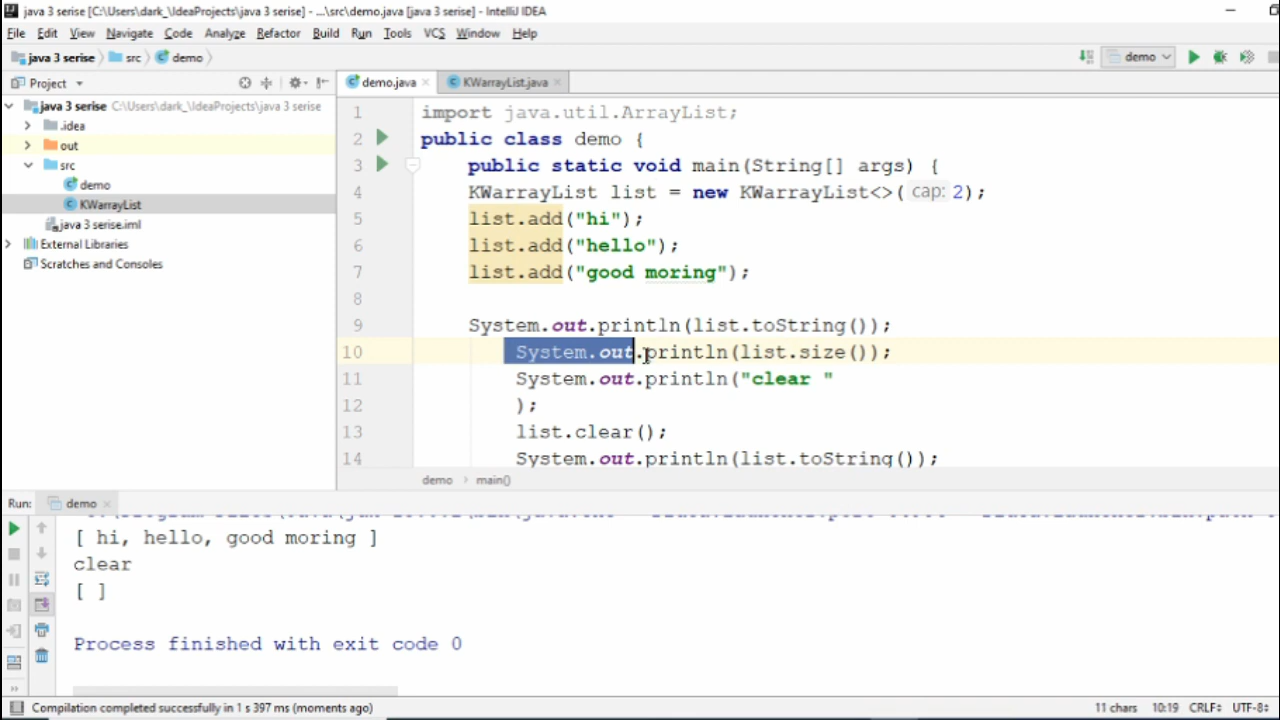 java 3 serise [C:\Users\dark_\IdeaProjects\java 3 serise] - ...\src\demo.java [java 3 serise] - IntelliJ IDEA
File Edit View Navigate Code Analyze Refactor Build Run Tools VCS Window Help
java 3 serise src demo demo
Project demo.java KWarrayList.java
java 3 serise C:\Users\dark_\IdeaProjects\java 3 serise
.idea
out
src
demo
KWarrayList
java 3 serise.iml
External Libraries
Scratches and Consoles
1 import java.util.ArrayList;
2 public class demo {
3 public static void main(String[] args) {
4 KWarrayList list = new KWarrayList<>( cap: 2);
5 list.add("hi");
6 list.add("hello");
7 list.add("good moring");
8
9 System.out.println(list.toString());
10 System.out.println(list.size());
11 System.out.println("clear "
12 );
13 list.clear();
14 System.out.println(list.toString());
demo main()
Run: demo
[ hi, hello, good moring ]
clear
[ ]
Process finished with exit code 0
Compilation completed successfully in 1 s 397 ms (moments ago) 11 chars 10:19 CRLF UTF-8